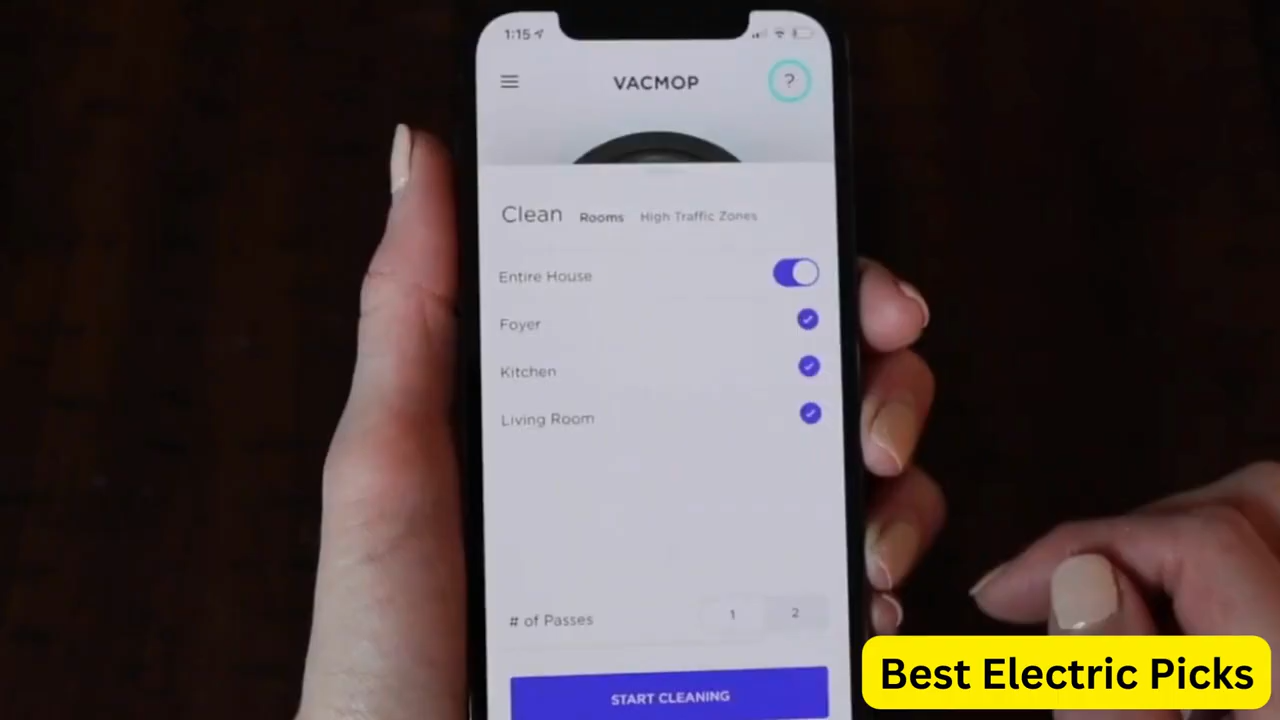 1:15
VACMOP
?
Clean Rooms High Traffic Zones
Entire House
Foyer
Kitchen
Living Room
# of Passes 1 2
START CLEANING
Best Electric Picks